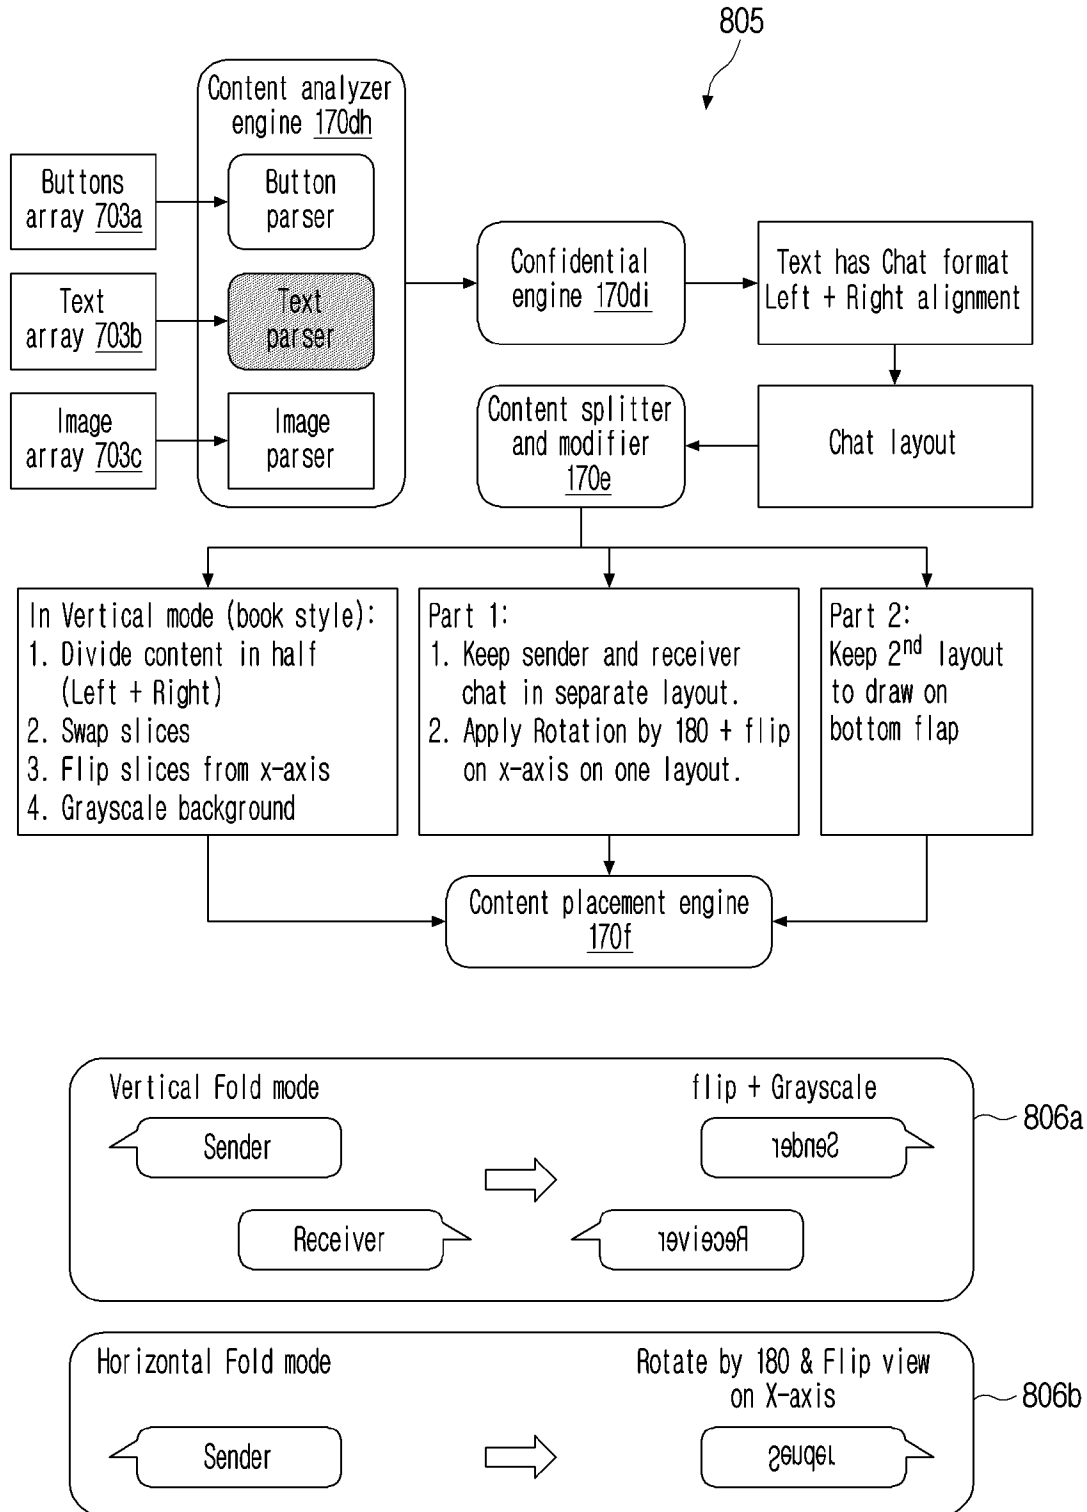 805
Content analyzer
engine 170dh
Buttons
array 703a
Button
parser
Text
array 703b
Text
parser
Image
array 703c
Image
parser
Confidential
engine 170di
Text has Chat format
Left + Right alignment
Content splitter
and modifier
170e
Chat layout
In Vertical mode (book style):
1. Divide content in half
(Left + Right)
2. Swap slices
3. Flip slices from x-axis
4. Grayscale background
Part 1:
1. Keep sender and receiver
chat in separate layout.
2. Apply Rotation by 180 + flip
on x-axis on one layout.
Part 2:
Keep 2nd layout
to draw on
bottom flap
Content placement engine
170f
Vertical Fold mode
flip + Grayscale
806a
Sender
Sender
Receiver
Receiver
Horizontal Fold mode
Rotate by 180 & Flip view
on X-axis
806b
Sender
Sender